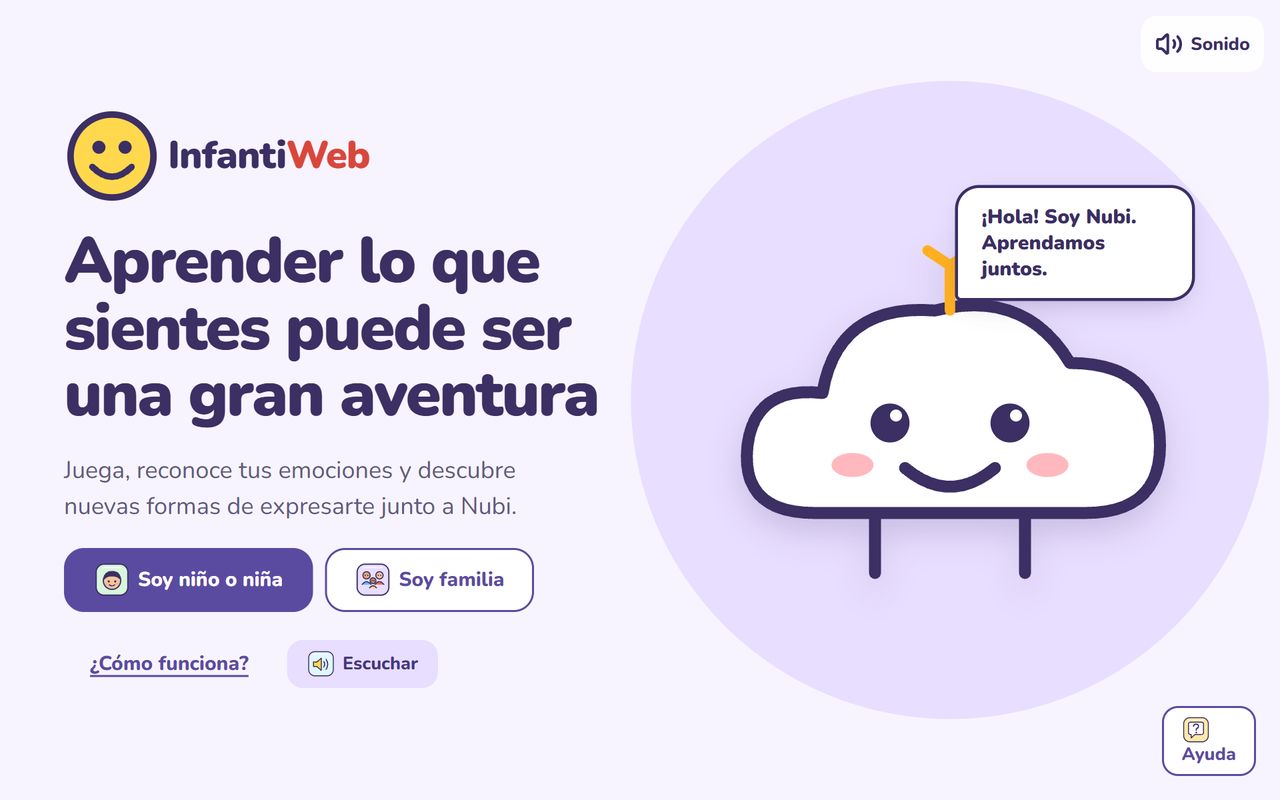 Sonido
InfantiWeb
¡Hola! Soy Nubi.
Aprendamos
juntos.
Aprender lo que
sientes puede ser
una gran aventura
Juega, reconoce tus emociones y descubre
nuevas formas de expresarte junto a Nubi.
Soy niño o niña
Soy familia
¿Cómo funciona?
Escuchar
?
Ayuda